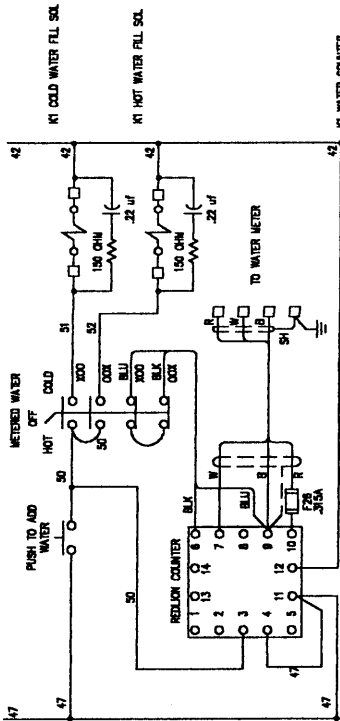 K1 COLD WATER FILL SOL
K1 HOT WATER FILL SOL
42
42
42
42
.22 uf
150 OHM
.22 uf
150 OHM
TO WATER METER
51
52
METERED WATER
OFF
HOT
COLD
XOO
OOX
BLU
XOO
BLK
OOX
50
50
PUSH TO ADD
WATER
50
R
W
B
SH
W
B
R
F26
.315A
BLK
BLU
REDLION COUNTER
1
2
3
4
5
13
14
11
12
6
7
8
9
10
47
47
47
47